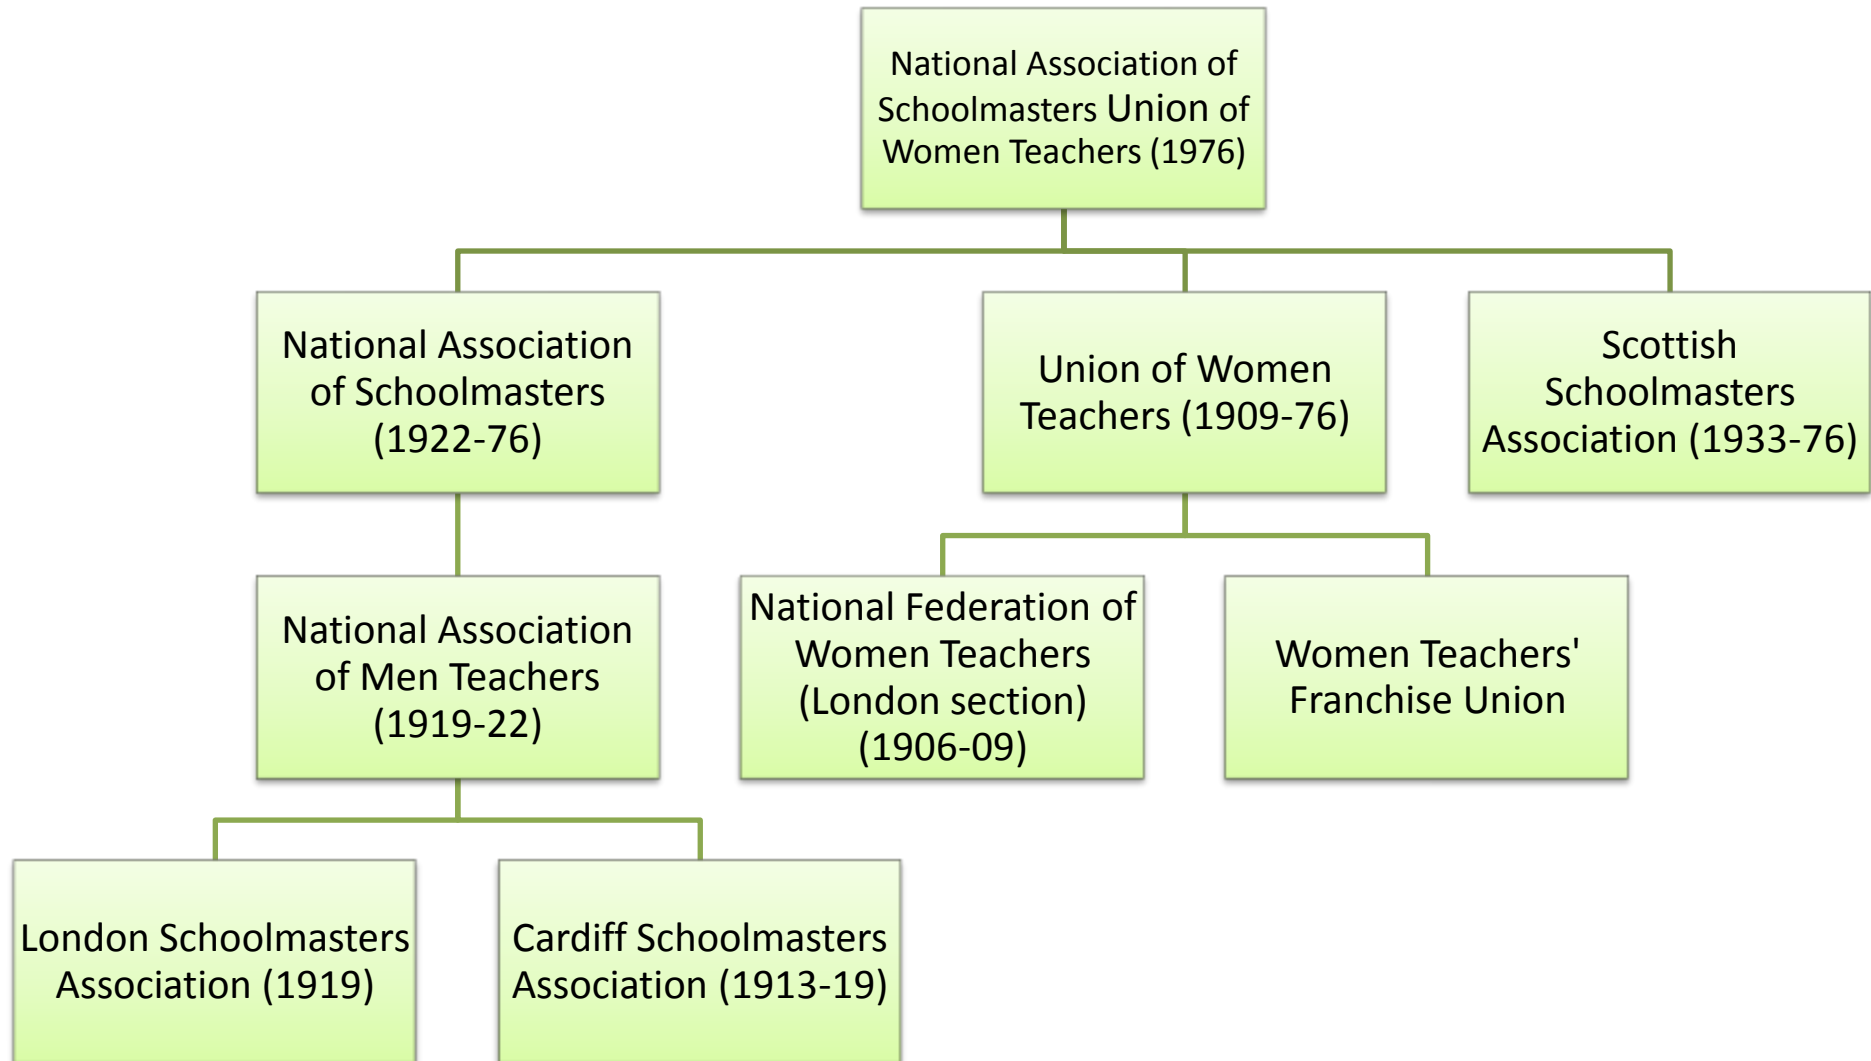 National Association of
Schoolmasters Union of
Women Teachers (1976)
National Association
of Schoolmasters
(1922-76)
Union of Women
Teachers (1909-76)
Scottish
Schoolmasters
Association (1933-76)
National Association
of Men Teachers
(1919-22)
National Federation of
Women Teachers
(London section)
(1906-09)
Women Teachers'
Franchise Union
London Schoolmasters
Association (1919)
Cardiff Schoolmasters
Association (1913-19)